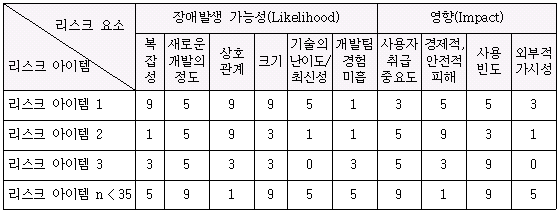 리스크 요소
리스크 아이템
장애발생 가능성(Likelihood)
영향(Impact)
복잡성
새로운 개발의 정도
상호 관계
크기
기술의 난이도/최신성
개발팀 경험 미흡
사용자 취급 중요도
경제적, 안전적 피해
사용 빈도
외부적 가시성
리스크 아이템 1 9 5 9 9 5 1 3 5 5 3
리스크 아이템 2 1 5 9 3 1 1 5 9 3 1
리스크 아이템 3 3 5 3 3 0 3 5 3 9 0
리스크 아이템 n < 35 5 9 1 9 5 5 9 1 9 5